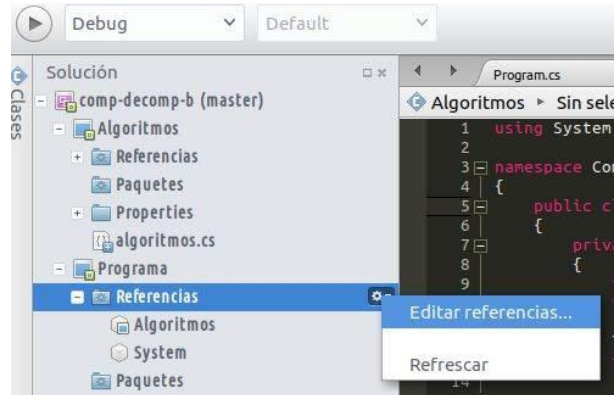 Debug
Default
Clases
Solución
comp-decomp-b (master)
Algoritmos
Referencias
Paquetes
Properties
algoritmos.cs
Programa
Referencias
Algoritmos
System
Paquetes
Program.cs
Algoritmos
Sin sele
1 using System
2
3 namespace Co
4 {
5 public c
6 {
7 priva
8 {
9
Editar referencias...
Refrescar
14